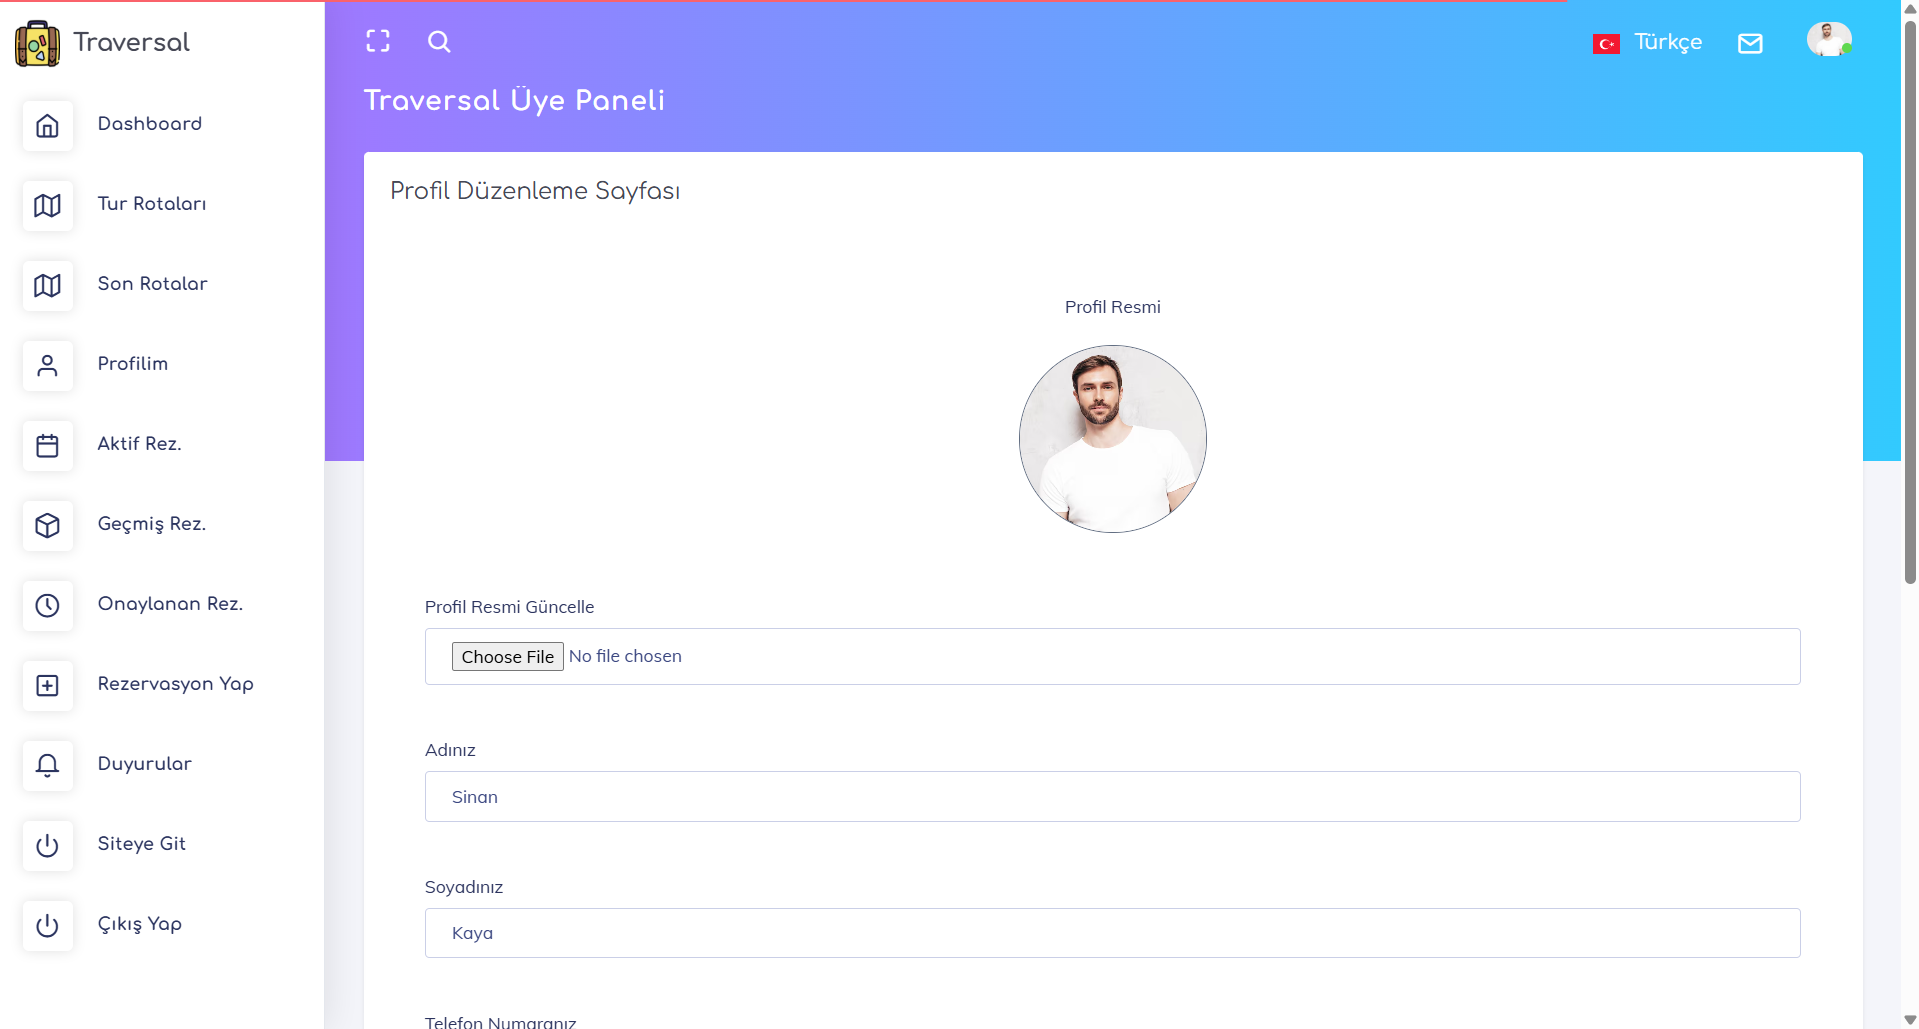 Traversal
Dashboard
Tur Rotaları
Son Rotalar
Profilim
Aktif Rez.
Geçmiş Rez.
Onaylanan Rez.
Rezervasyon Yap
Duyurular
Siteye Git
Çıkış Yap
Türkçe
Traversal Üye Paneli
Profil Düzenleme Sayfası
Profil Resmi
Profil Resmi Güncelle
Choose File No file chosen
Adınız
Sinan
Soyadınız
Kaya
Telefon Numaranız